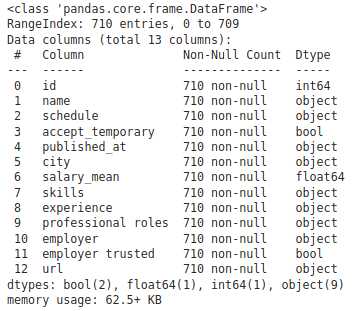 <class 'pandas.core.frame.DataFrame'>
RangeIndex: 710 entries, 0 to 709
Data columns (total 13 columns):
 #   Column              Non-Null Count  Dtype
---  ------              --------------  -----
 0   id                  710 non-null    int64
 1   name                710 non-null    object
 2   schedule            710 non-null    object
 3   accept_temporary    710 non-null    bool
 4   published_at        710 non-null    object
 5   city                710 non-null    object
 6   salary_mean         710 non-null    float64
 7   skills              710 non-null    object
 8   experience          710 non-null    object
 9   professional roles  710 non-null    object
 10  employer            710 non-null    object
 11  employer trusted    710 non-null    bool
 12  url                 710 non-null    object
dtypes: bool(2), float64(1), int64(1), object(9)
memory usage: 62.5+ KB